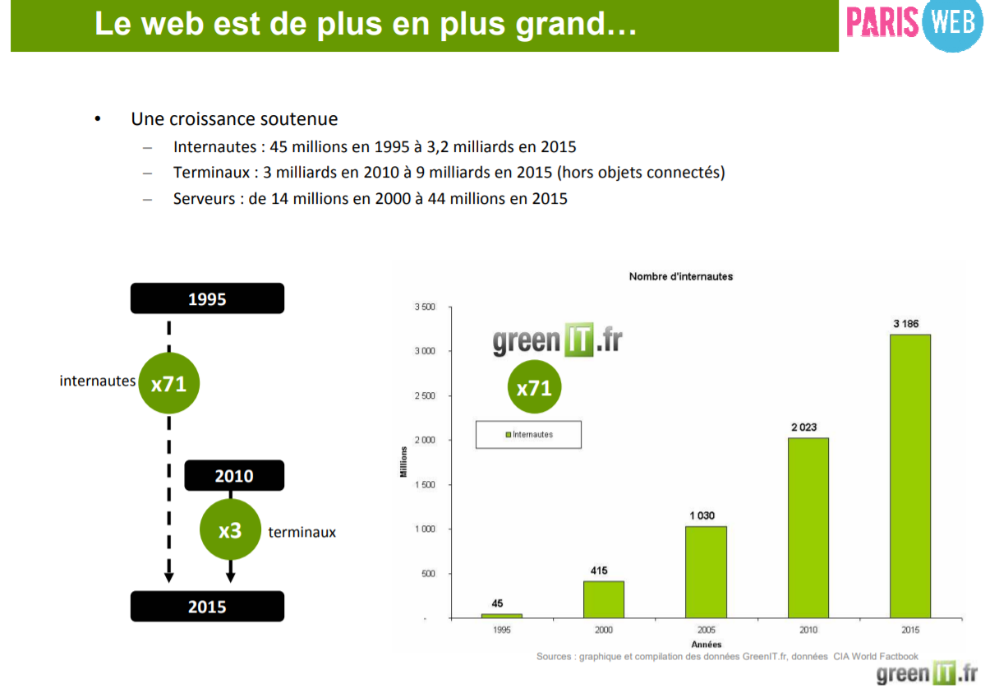 Le web est de plus en plus grand…
PARIS WEB
• Une croissance soutenue
– Internautes : 45 millions en 1995 à 3,2 milliards en 2015
– Terminaux : 3 milliards en 2010 à 9 milliards en 2015 (hors objets connectés)
– Serveurs : de 14 millions en 2000 à 44 millions en 2015
1995
internautes
x71
2010
x3
terminaux
2015
Nombre d'internautes
greenIT.fr
x71
Internautes
Millions
3 500
3 000
2 500
2 000
1 500
1 000
500
-
45
415
1 030
2 023
3 186
1995
2000
2005
2010
2015
Années
Sources : graphique et compilation des données GreenIT.fr, données CIA World Factbook
greenIT.fr